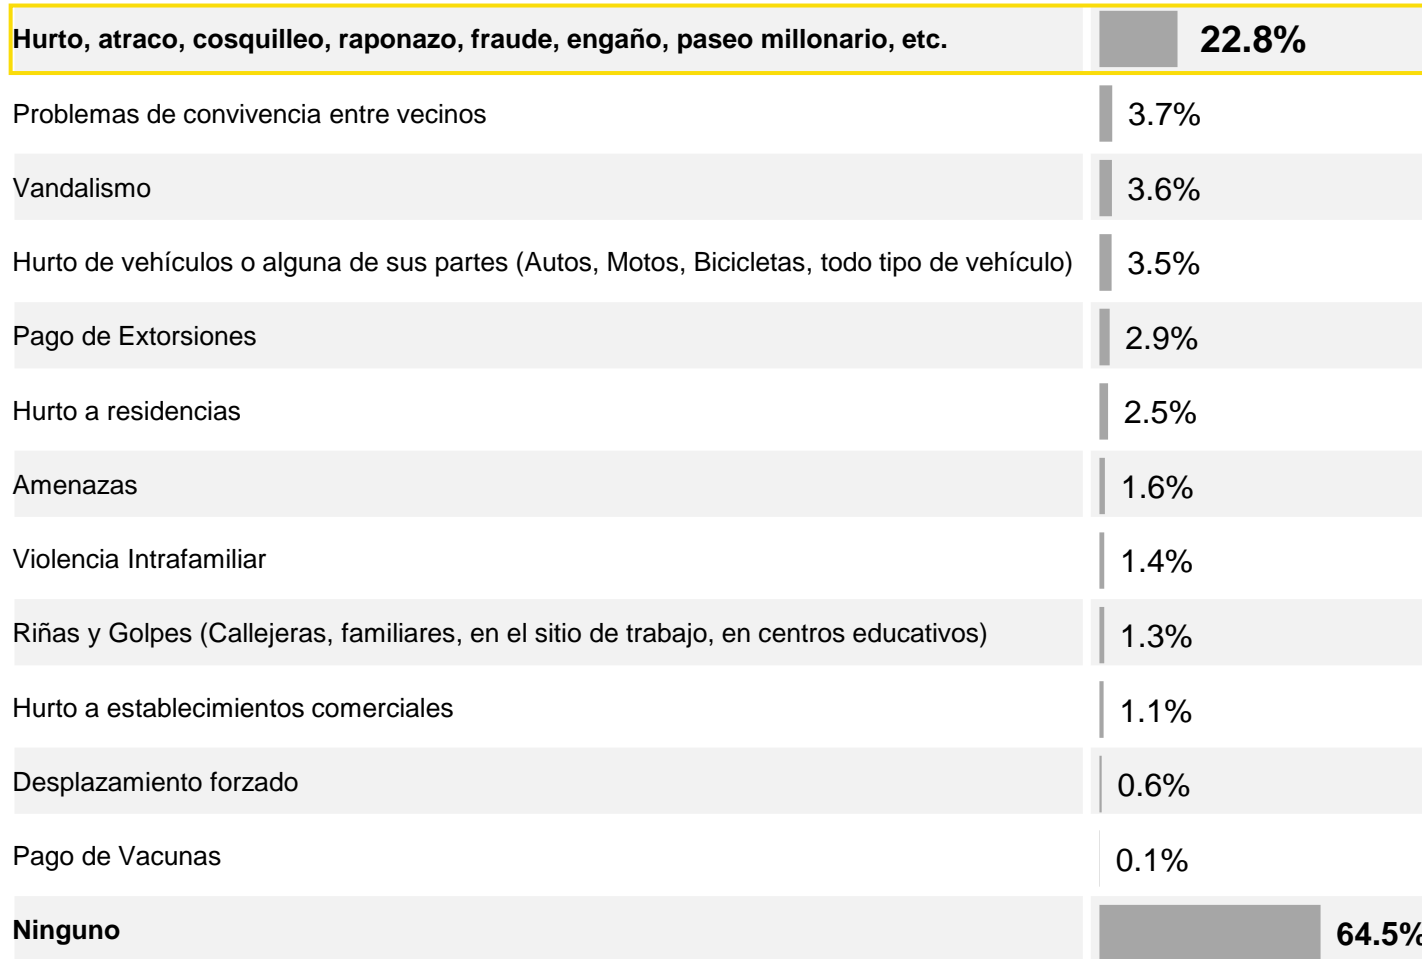 Hurto, atraco, cosquilleo, raponazo, fraude, engaño, paseo millonario, etc. 22.8%
Problemas de convivencia entre vecinos 3.7%
Vandalismo 3.6%
Hurto de vehículos o alguna de sus partes (Autos, Motos, Bicicletas, todo tipo de vehículo) 3.5%
Pago de Extorsiones 2.9%
Hurto a residencias 2.5%
Amenazas 1.6%
Violencia Intrafamiliar 1.4%
Riñas y Golpes (Callejeras, familiares, en el sitio de trabajo, en centros educativos) 1.3%
Hurto a establecimientos comerciales 1.1%
Desplazamiento forzado 0.6%
Pago de Vacunas 0.1%
Ninguno 64.5%